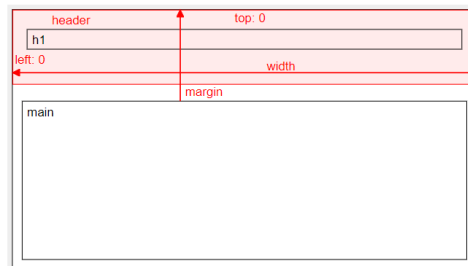 header
top: 0
h1
left: 0
width
margin
main